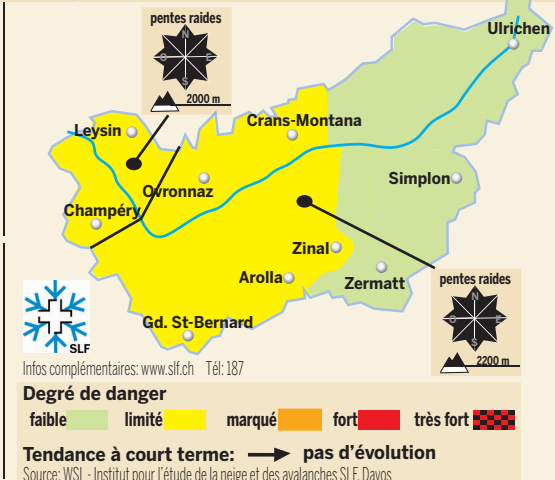 pentes raides
N
O E
S
2000 m
Ulrichen
Leysin
Crans-Montana
Ovronnaz
Simplon
Champéry
Zinal
Arolla
Zermatt
Gd. St-Bernard
pentes raides
N
O E
S
2200 m
SLF
Infos complémentaires: www.slf.ch Tél: 187
Degré de danger
faible limité marqué fort très fort
Tendance à court terme: pas d'évolution
Source: WSL - Institut pour l'étude de la neige et des avalanches SLF, Davos